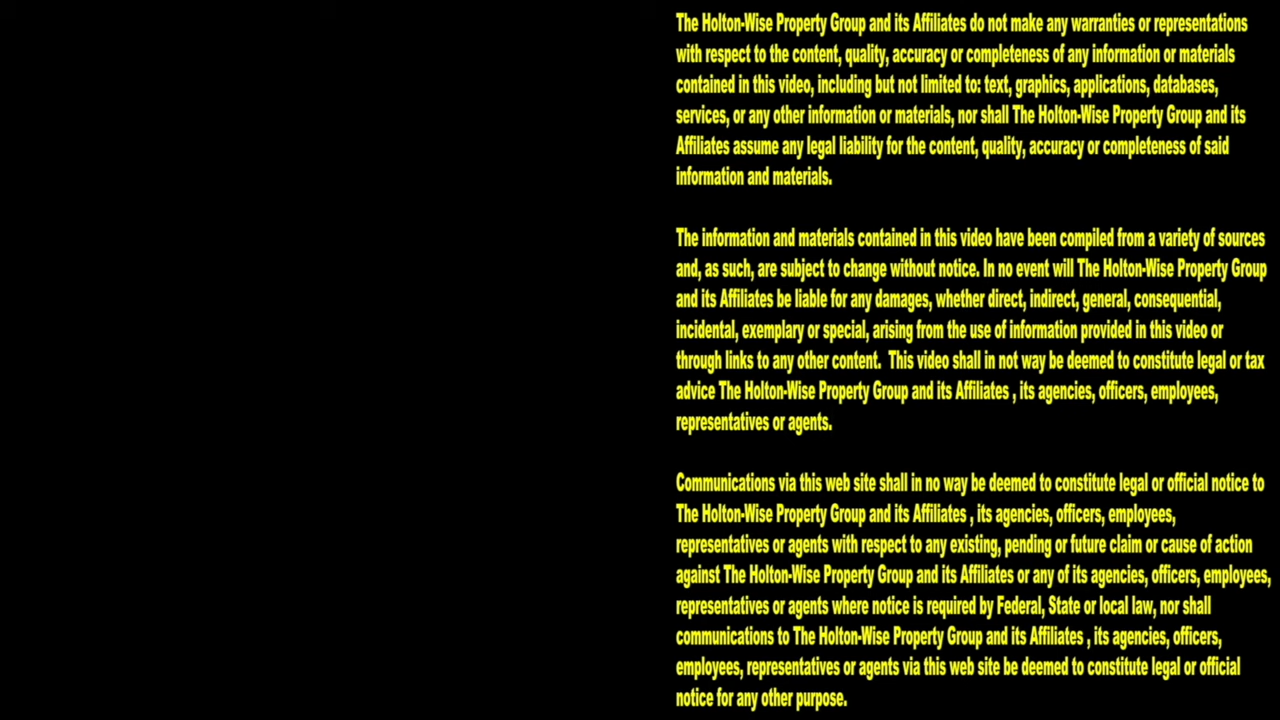 The Holton-Wise Property Group and its Affiliates do not make any warranties or representations
with respect to the content, quality, accuracy or completeness of any information or materials
contained in this video, including but not limited to: text, graphics, applications, databases,
services, or any other information or materials, nor shall The Holton-Wise Property Group and its
Affiliates assume any legal liability for the content, quality, accuracy or completeness of said
information and materials.
The information and materials contained in this video have been compiled from a variety of sources
and, as such, are subject to change without notice. In no event will The Holton-Wise Property Group
and its Affiliates be liable for any damages, whether direct, indirect, general, consequential,
incidental, exemplary or special, arising from the use of information provided in this video or
through links to any other content.  This video shall in not way be deemed to constitute legal or tax
advice The Holton-Wise Property Group and its Affiliates , its agencies, officers, employees,
representatives or agents.
Communications via this web site shall in no way be deemed to constitute legal or official notice to
The Holton-Wise Property Group and its Affiliates , its agencies, officers, employees,
representatives or agents with respect to any existing, pending or future claim or cause of action
against The Holton-Wise Property Group and its Affiliates or any of its agencies, officers, employees,
representatives or agents where notice is required by Federal, State or local law, nor shall
communications to The Holton-Wise Property Group and its Affiliates , its agencies, officers,
employees, representatives or agents via this web site be deemed to constitute legal or official
notice for any other purpose.